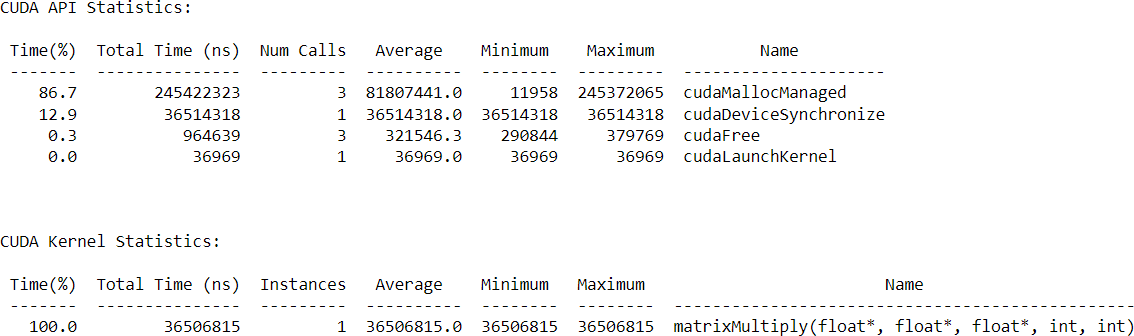 CUDA API Statistics:
Time(%) Total Time (ns) Num Calls Average Minimum Maximum Name
------- --------------- --------- ---------- -------- --------- ---------------------
86.7 245422323 3 81807441.0 11958 245372065 cudaMallocManaged
12.9 36514318 1 36514318.0 36514318 36514318 cudaDeviceSynchronize
0.3 964639 3 321546.3 290844 379769 cudaFree
0.0 36969 1 36969.0 36969 36969 cudaLaunchKernel
CUDA Kernel Statistics:
Time(%) Total Time (ns) Instances Average Minimum Maximum Name
------- --------------- --------- ---------- -------- -------- ------------------------------------------------
100.0 36506815 1 36506815.0 36506815 36506815 matrixMultiply(float*, float*, float*, int, int)